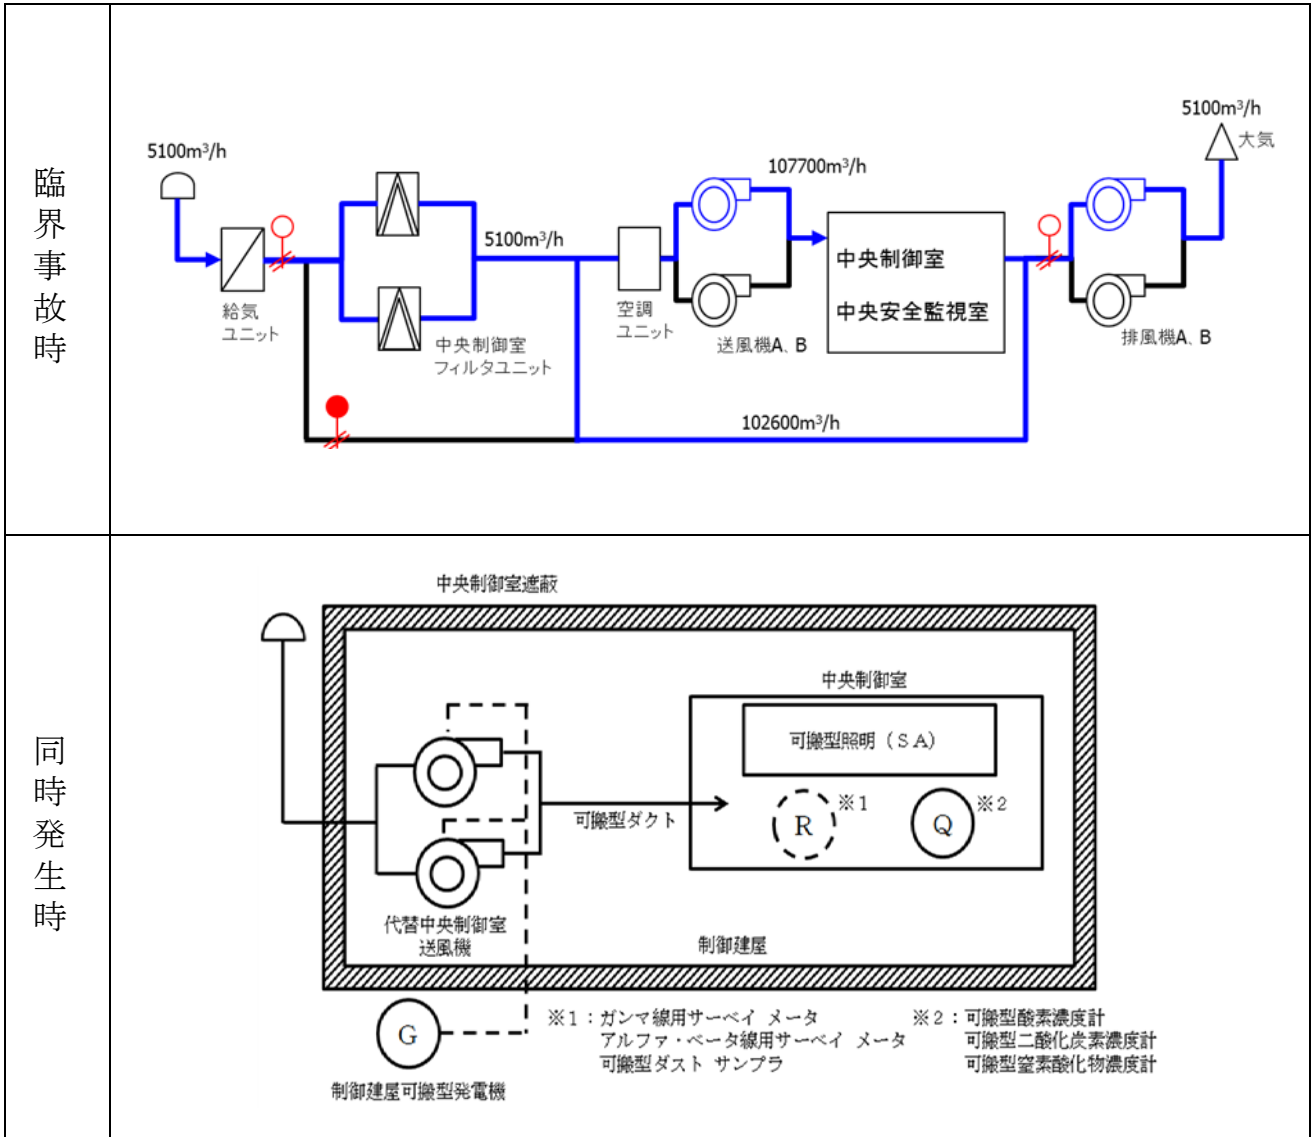 臨界事故時
5100m³/h
給気
ユニット
中央制御室
フィルタユニット
5100m³/h
空調
ユニット
107700m³/h
送風機A、B
中央制御室
中央安全監視室
102600m³/h
5100m³/h
大気
排風機A、B
同時発生時
中央制御室遮蔽
中央制御室
可搬型照明（ＳＡ）
R
※1
Q
※2
可搬型ダクト
代替中央制御室
送風機
制御建屋
G
制御建屋可搬型発電機
※1：ガンマ線用サーベイ メータ
アルファ・ベータ線用サーベイ メータ
可搬型ダスト サンプラ
※2：可搬型酸素濃度計
可搬型二酸化炭素濃度計
可搬型窒素酸化物濃度計